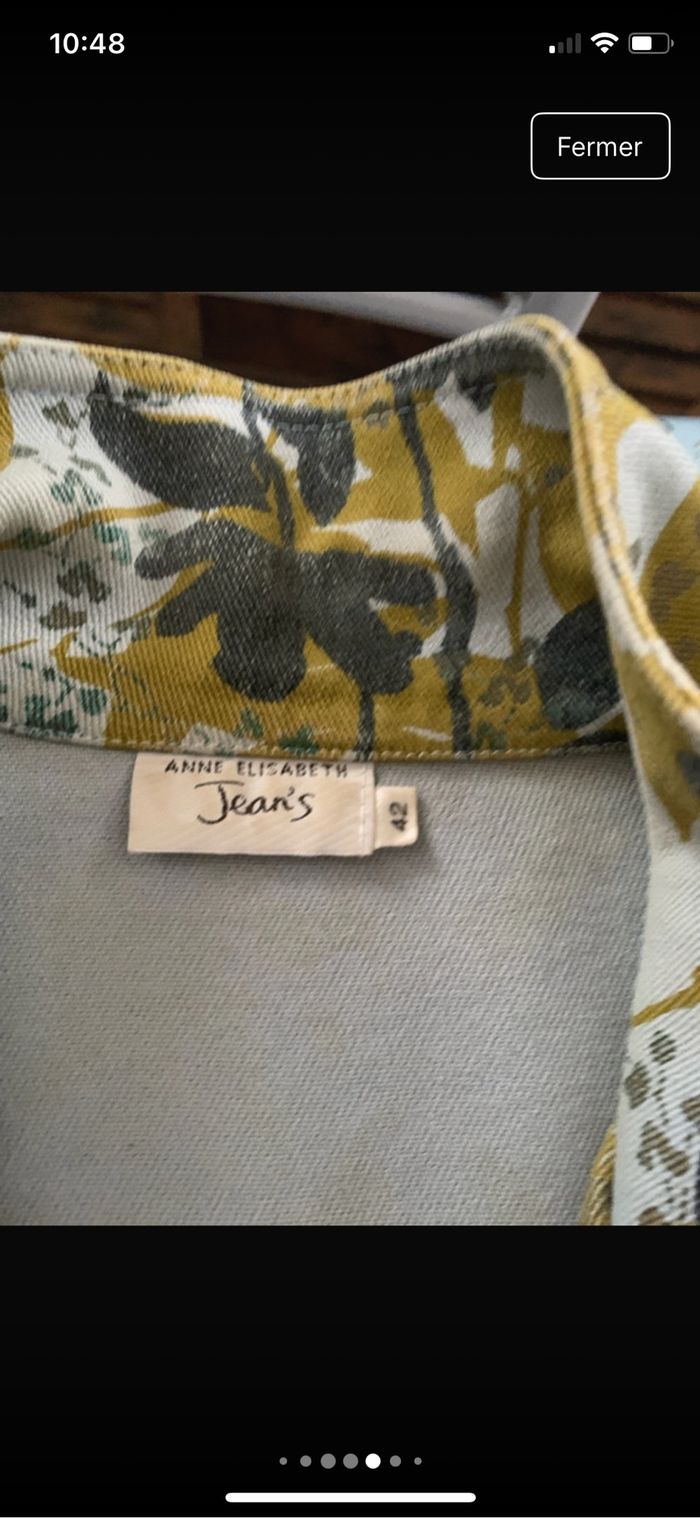 10:48
Fermer
ANNE ELISABETH
Jean's
42